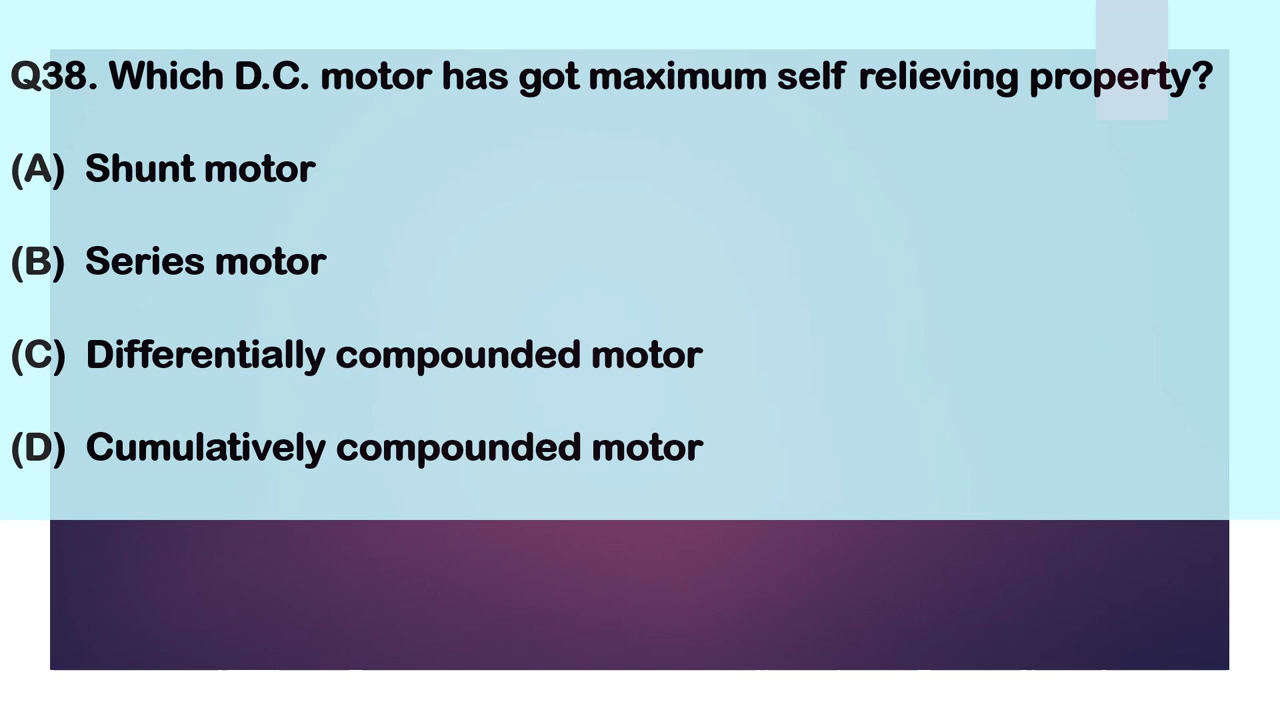 Q38. Which D.C. motor has got maximum self relieving property?
(A) Shunt motor
(B) Series motor
(C) Differentially compounded motor
(D) Cumulatively compounded motor